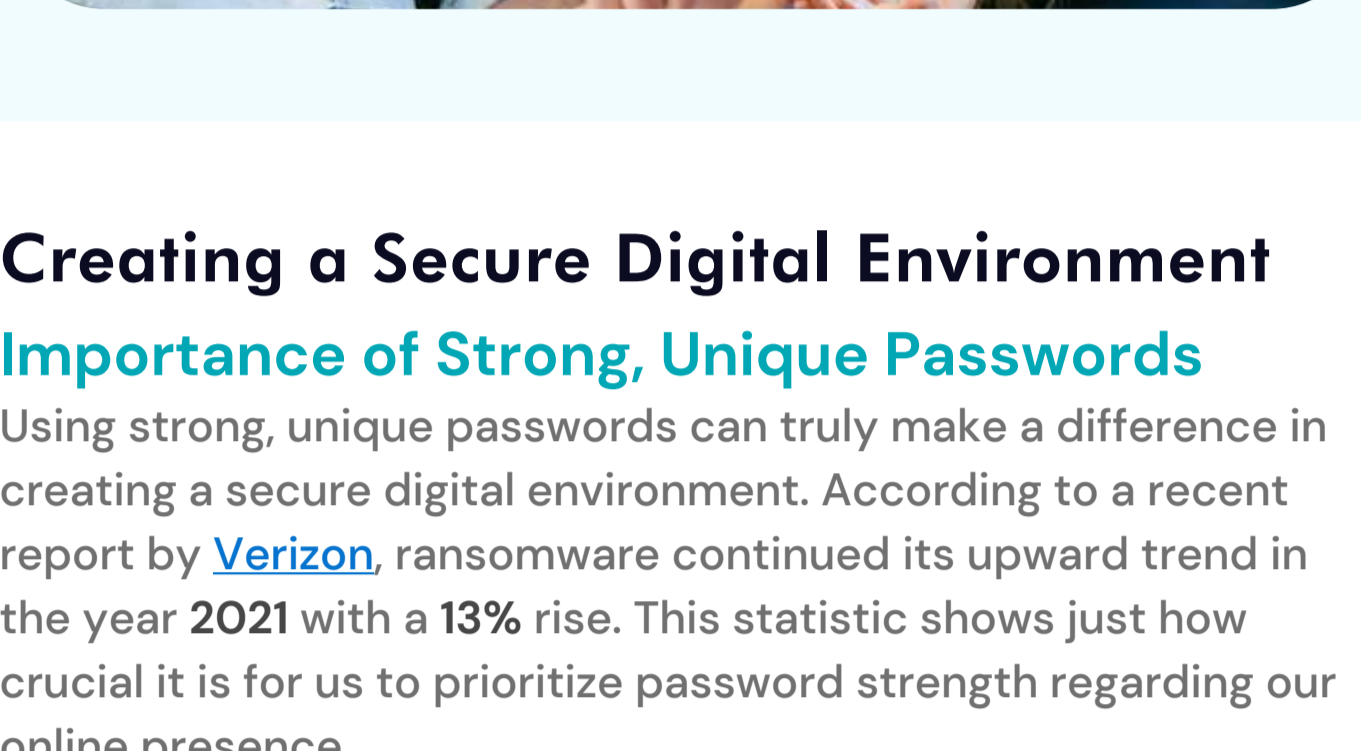 Creating a Secure Digital Environment
Importance of Strong, Unique Passwords
Using strong, unique passwords can truly make a difference in
creating a secure digital environment. According to a recent
report by Verizon, ransomware continued its upward trend in
the year 2021 with a 13% rise. This statistic shows just how
crucial it is for us to prioritize password strength regarding our
online presence.